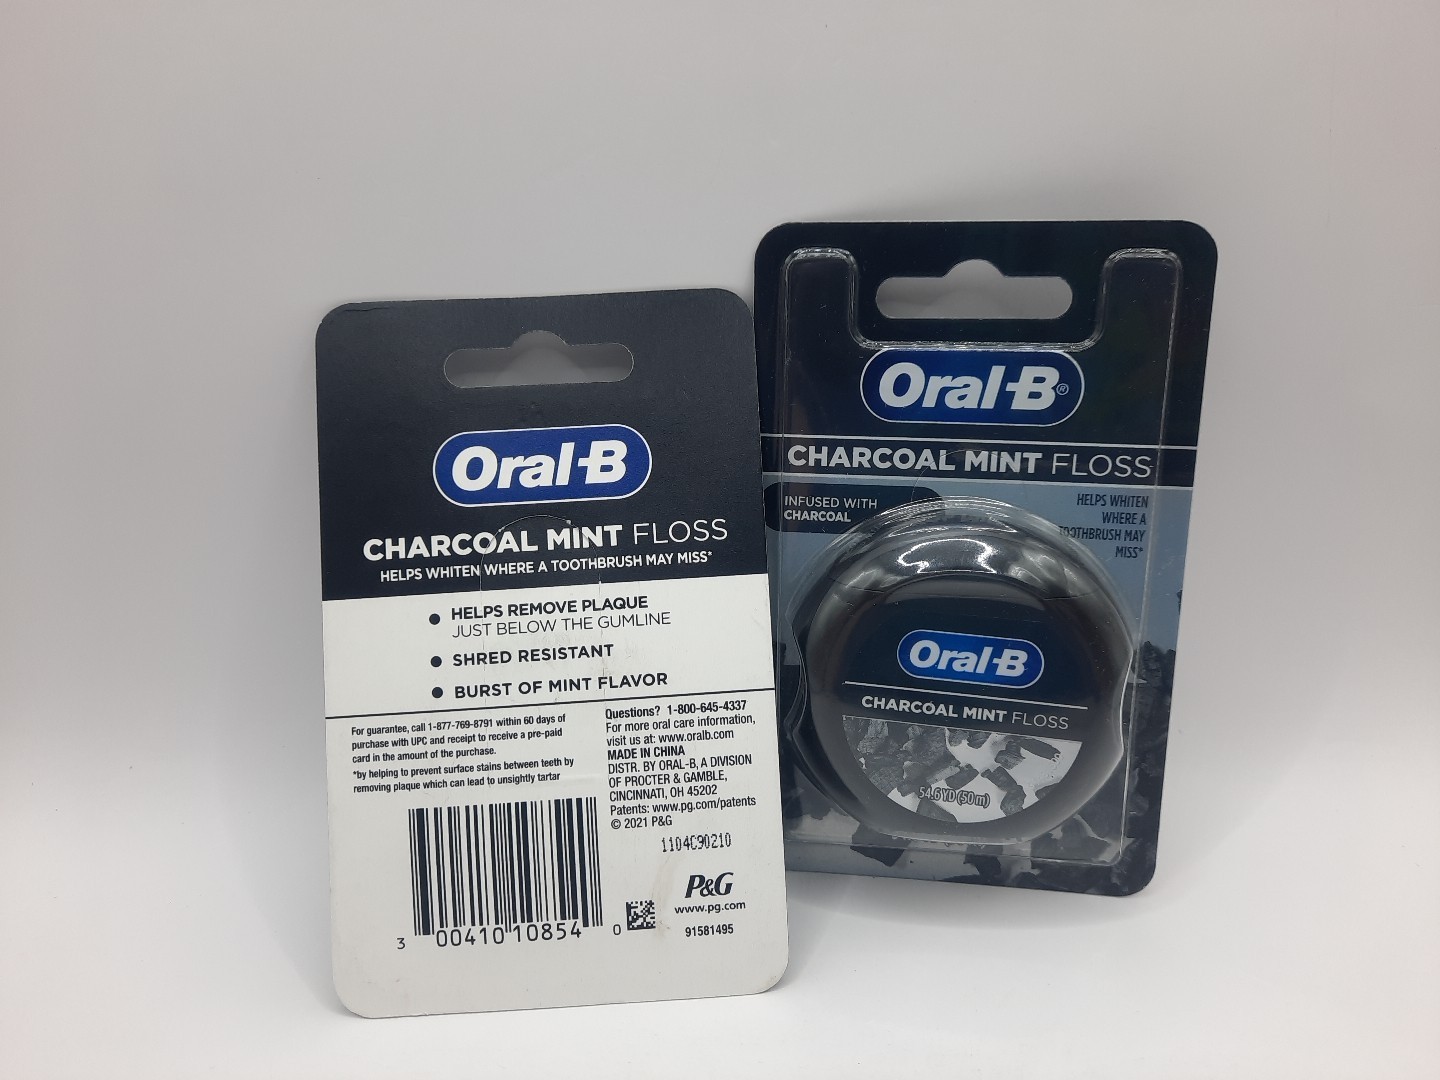 Oral-B
CHARCOAL MINT FLOSS
HELPS WHITEN WHERE A TOOTHBRUSH MAY MISS*
● HELPS REMOVE PLAQUE
JUST BELOW THE GUMLINE
● SHRED RESISTANT
● BURST OF MINT FLAVOR
For guarantee, call 1-877-769-8791 within 60 days of
purchase with UPC and receipt to receive a pre-paid
card in the amount of the purchase.
*by helping to prevent surface stains between teeth by
removing plaque which can lead to unsightly tartar
Questions? 1-800-645-4337
For more oral care information,
visit us at: www.oralb.com
MADE IN CHINA
DISTR. BY ORAL-B, A DIVISION
OF PROCTER & GAMBLE,
CINCINNATI, OH 45202
Patents: www.pg.com/patents
© 2021 P&G
1104C90210
P&G
www.pg.com
91581495
3 00410 10854 0
Oral-B®
CHARCOAL MINT FLOSS
INFUSED WITH
CHARCOAL
HELPS WHITEN
WHERE A
TOOTHBRUSH MAY
MISS*
Oral-B
CHARCOAL MINT FLOSS
54.6 YD (50 m)